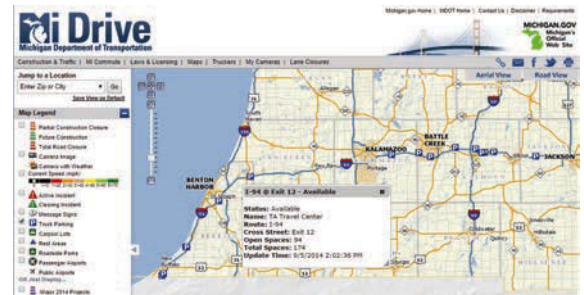 Michigan.gov Home | MDOT Home | Contact Us | Disclaimer | Requirements
Mi Drive
Michigan Department of Transportation
MICHIGAN.GOV
Michigan's
Official
Web Site
Construction & Traffic | MI Commute | Laws & Licensing | Maps | Truckers | My Cameras | Lane Closures
Jump to a Location
Enter Zip or City
Go
Save View as Default
Map Legend
Partial Construction Closure
Future Construction
Total Road Closure
Camera Image
Camera with Weather
Current Speed (mph)
Active Incident
Clearing Incident
Message Signs
Truck Parking
Carpool Lots
Rest Areas
Roadside Parks
Passenger Airports
Public Airports
Major 2014 Projects
Aerial View
Road View
KALAMAZOO
BATTLE
CREEK
JACKSON
Portage
BENTON
HARBOR
I-94 @ Exit 12 - Available
Status: Available
Name: TA Travel Center
Route: I-94
Cross Street: Exit 12
Open Spaces: 94
Total Spaces: 174
Update Time: 9/5/2014 2:02:36 PM
Coldwater